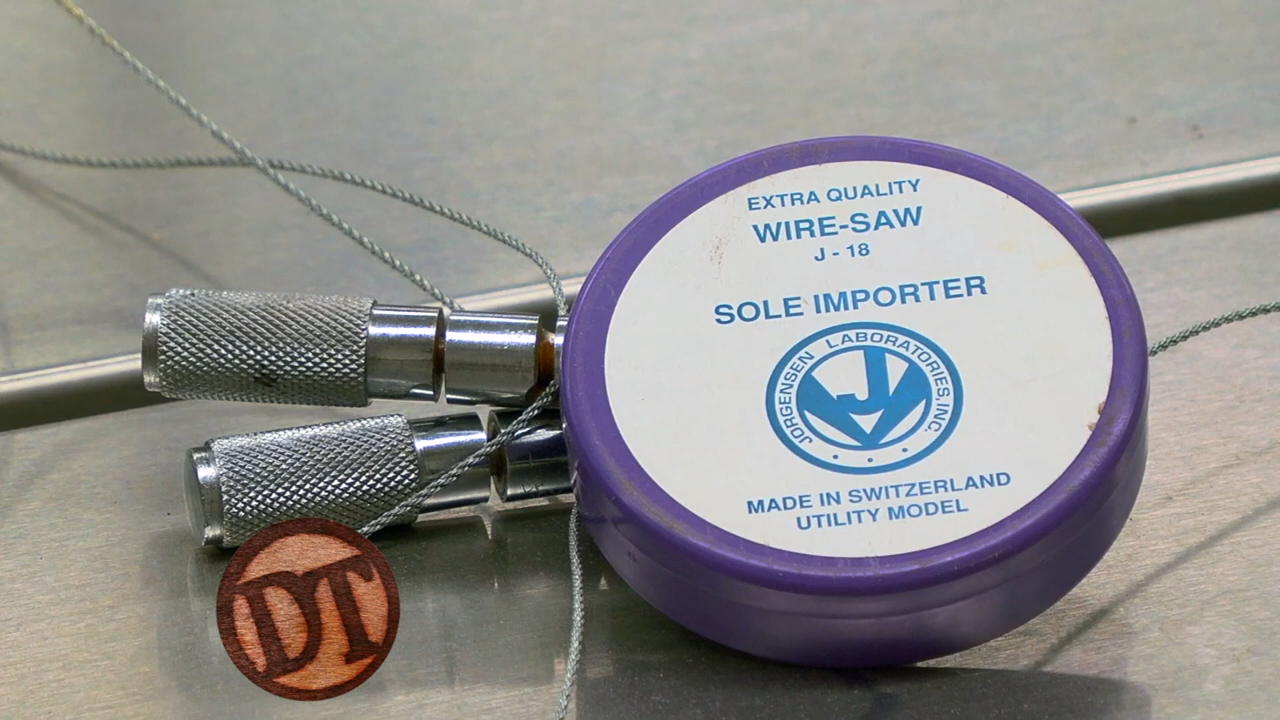 EXTRA QUALITY
WIRE-SAW
J - 18
SOLE IMPORTER
JORGENSEN LABORATORIES, INC.
J
MADE IN SWITZERLAND
UTILITY MODEL
DT